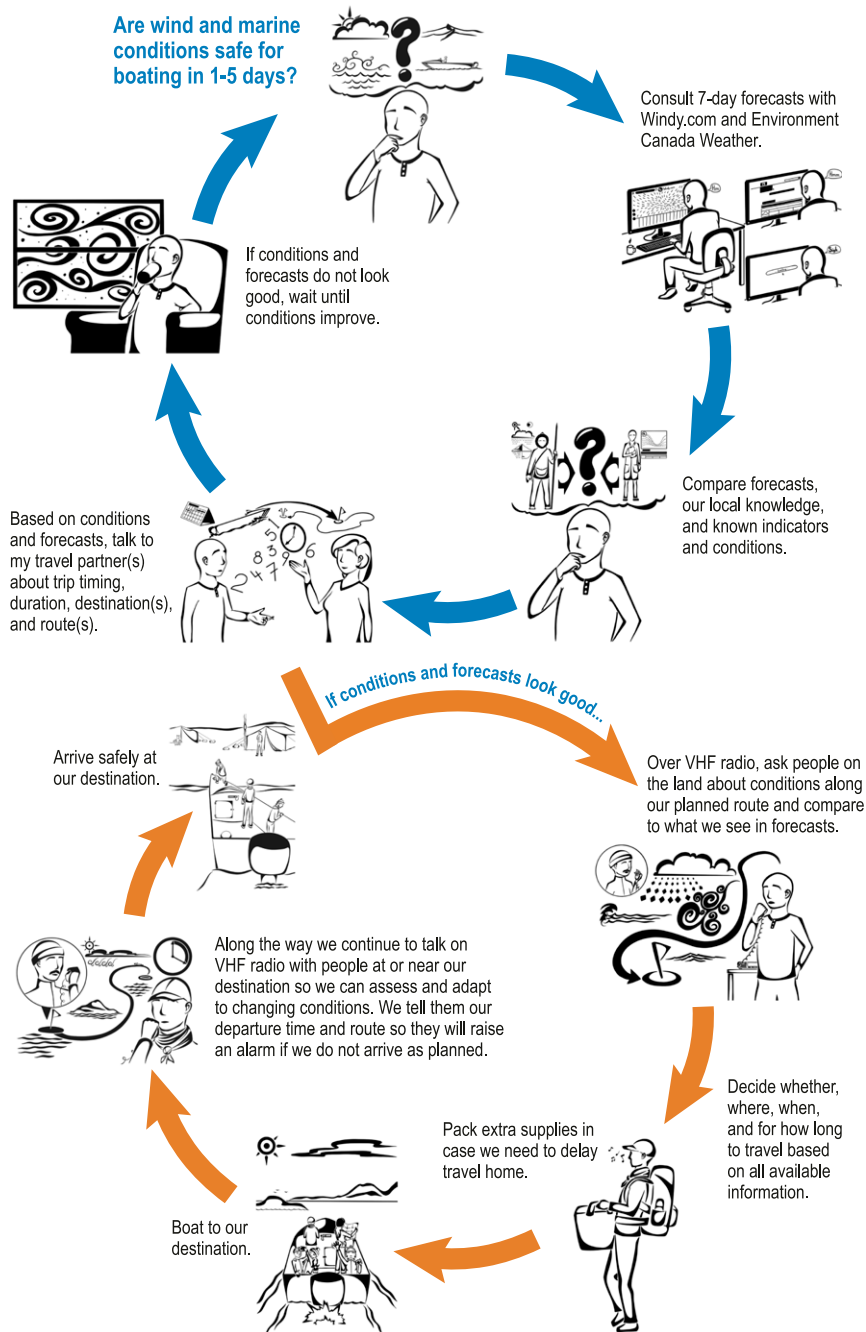 Are wind and marine
conditions safe for
boating in 1-5 days?
Consult 7-day forecasts with
Windy.com and Environment
Canada Weather.
Compare forecasts,
our local knowledge,
and known indicators
and conditions.
Based on conditions
and forecasts, talk to
my travel partner(s)
about trip timing,
duration, destination(s),
and route(s).
If conditions and
forecasts do not look
good, wait until
conditions improve.
If conditions and forecasts look good...
Over VHF radio, ask people on
the land about conditions along
our planned route and compare
to what we see in forecasts.
Decide whether,
where, when,
and for how long
to travel based
on all available
information.
Pack extra supplies in
case we need to delay
travel home.
Boat to our
destination.
Along the way we continue to talk on
VHF radio with people at or near our
destination so we can assess and adapt
to changing conditions. We tell them our
departure time and route so they will raise
an alarm if we do not arrive as planned.
Arrive safely at
our destination.